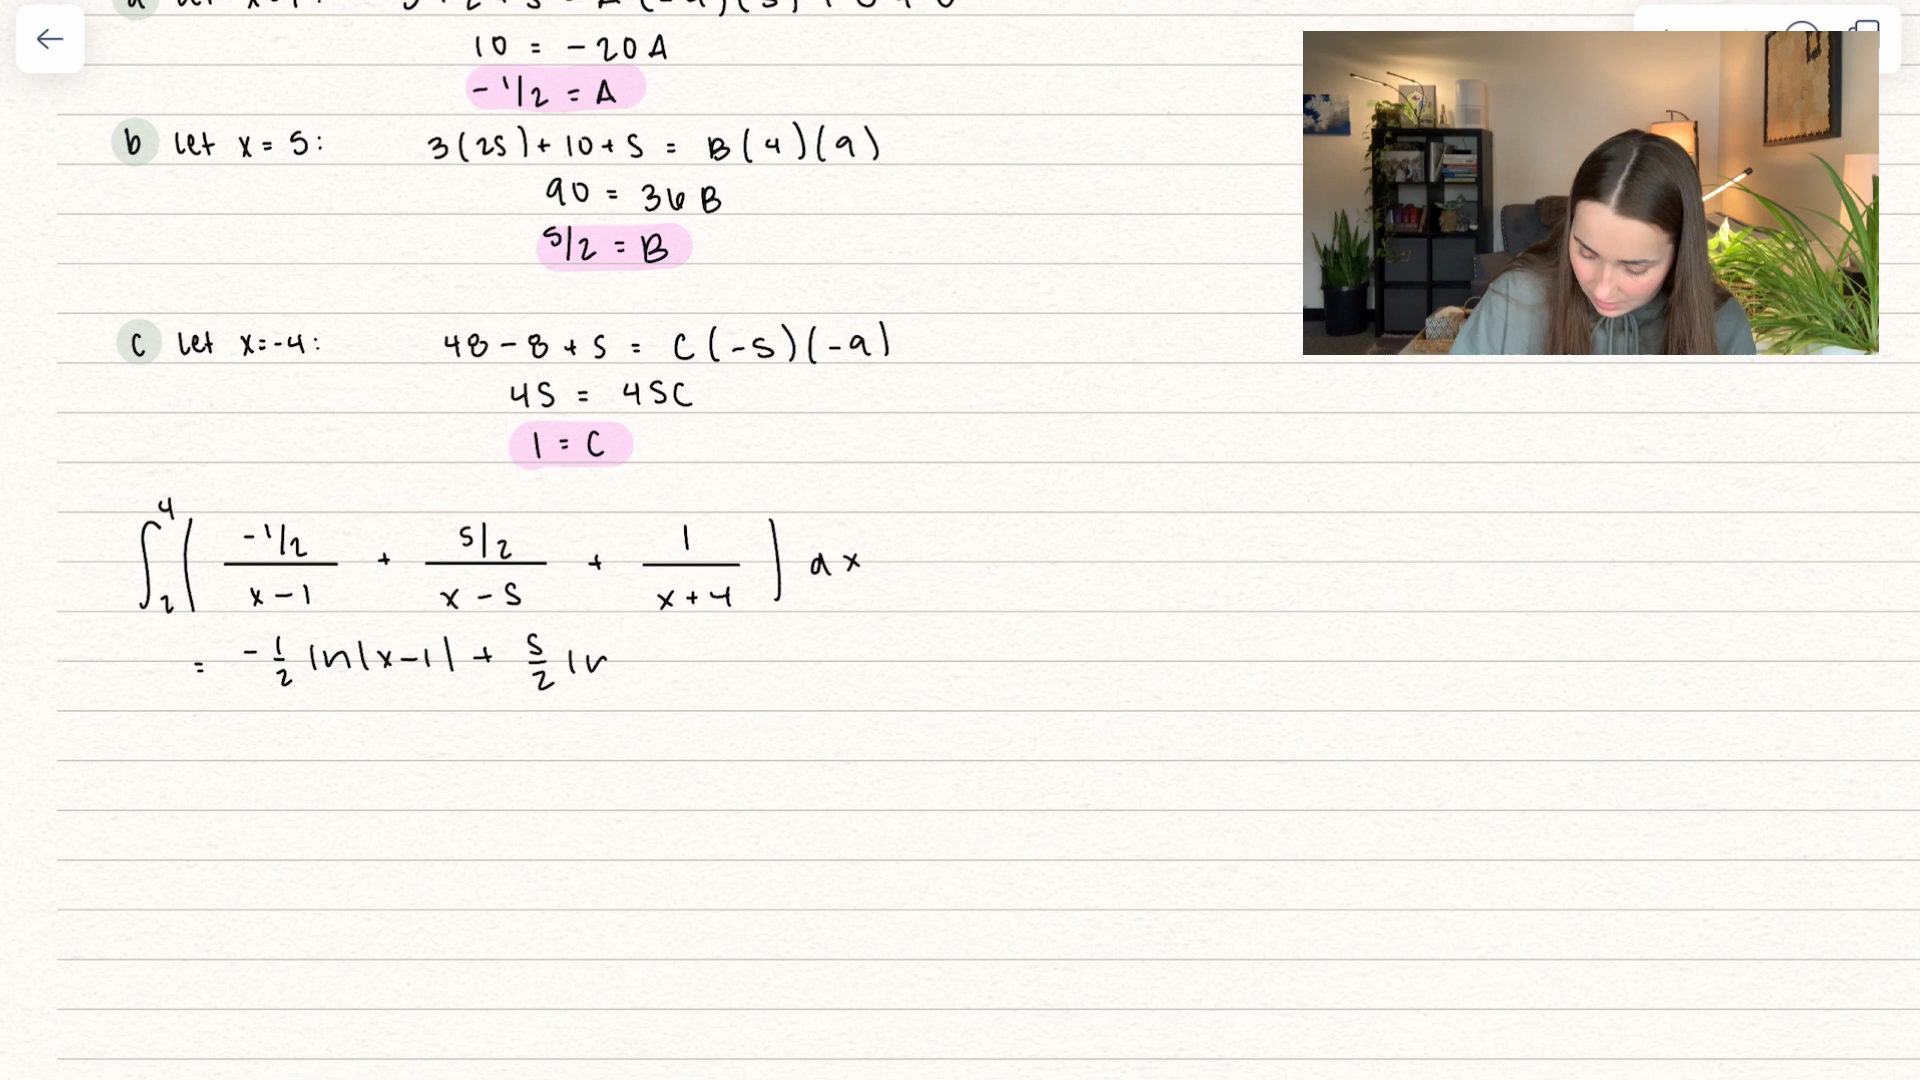 10 = -20A
-1/2 = A
b let x = 5: 3(25)+10+5 = B(4)(9)
90 = 36B
5/2 = B
c let x=-4: 48-8+5 = C(-5)(-9)
45 = 45C
1 = C
∫₂⁴ ( (-1/2)/(x-1) + (5/2)/(x-5) + 1/(x+4) ) dx
= -1/2 ln|x-1| + 5/2 ln